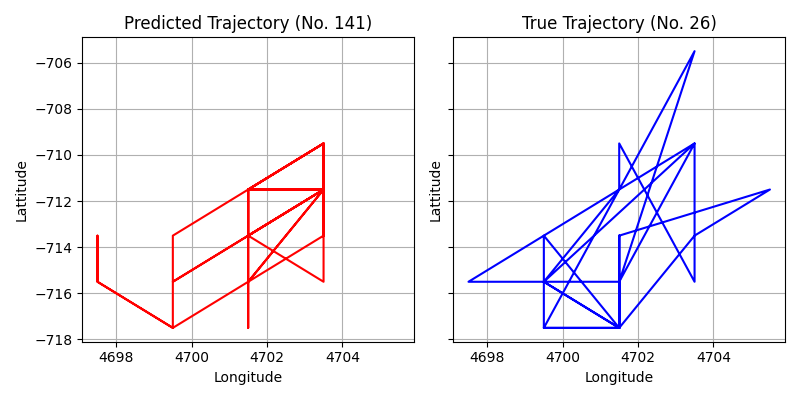 Predicted Trajectory (No. 141)
True Trajectory (No. 26)
−706
−708
−710
−712
−714
−716
−718
Lattitude
Lattitude
4698 4700 4702 4704
4698 4700 4702 4704
Longitude
Longitude